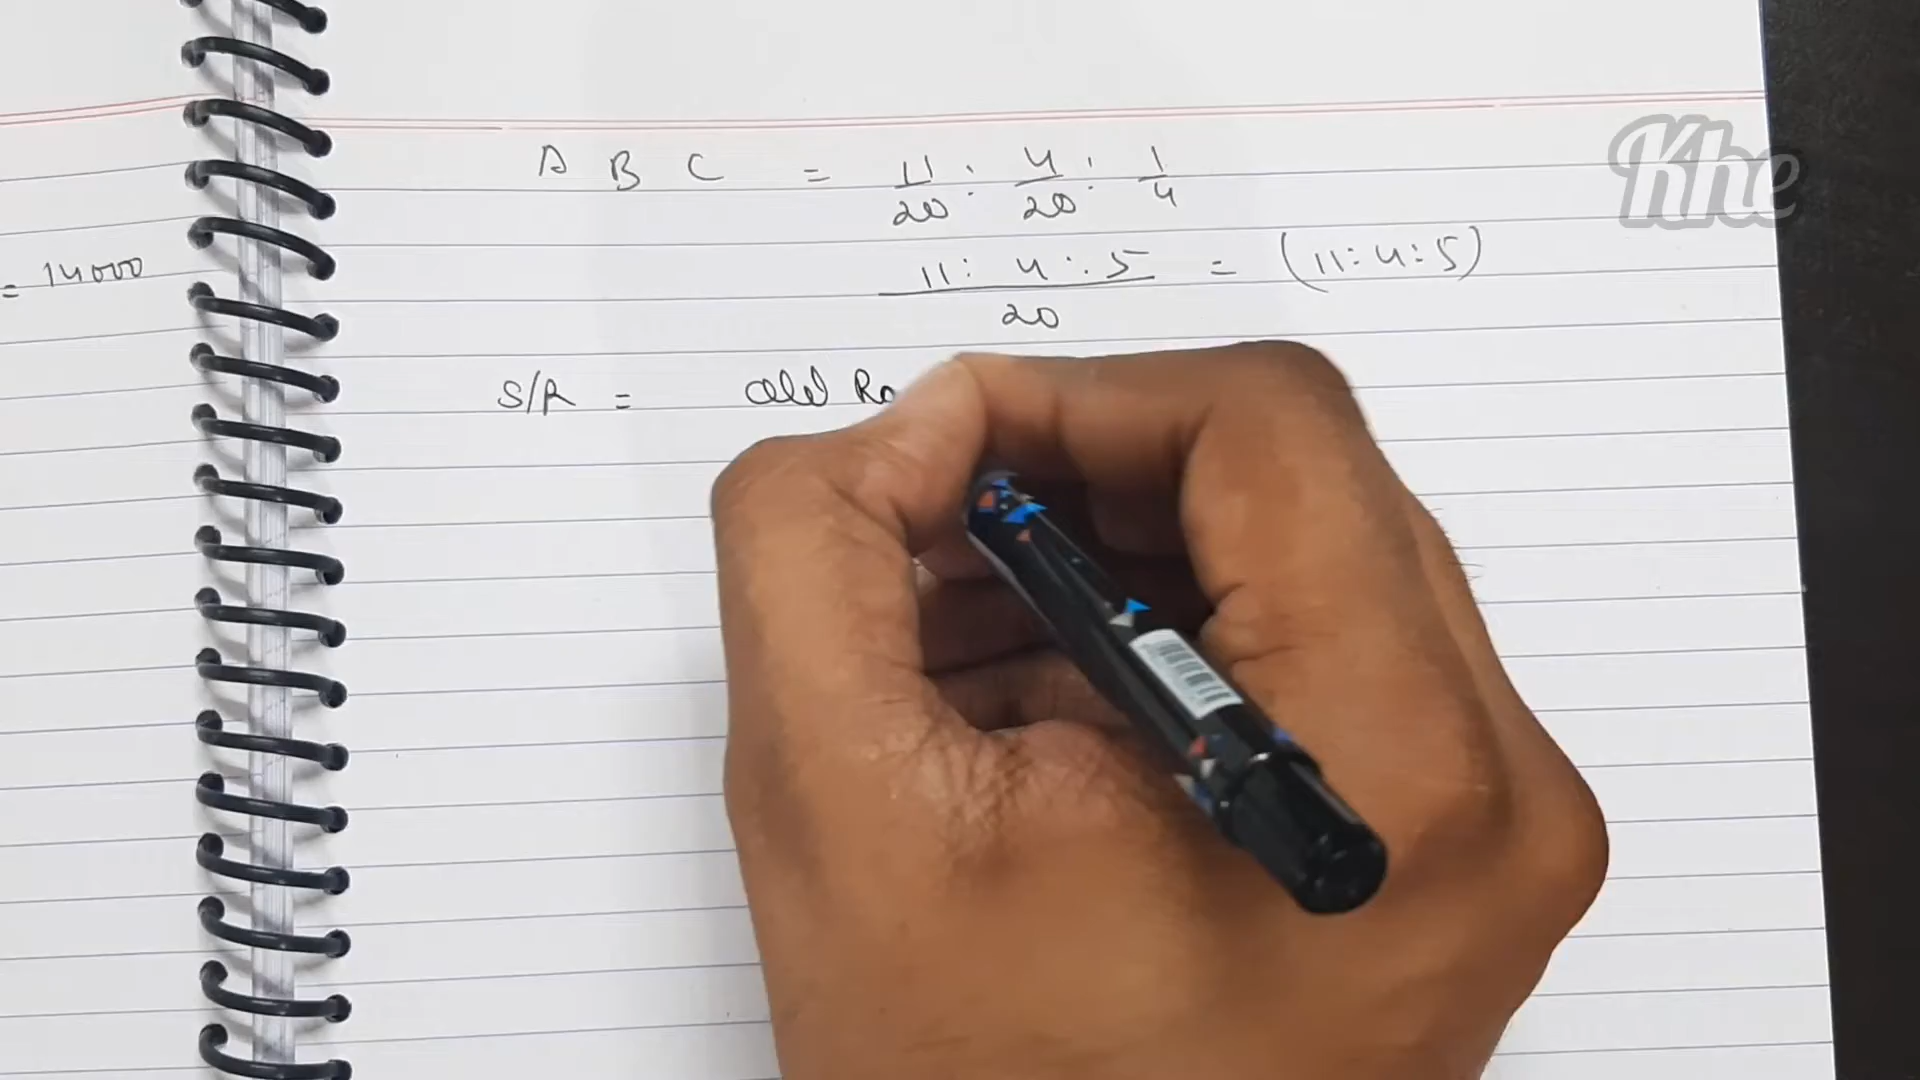 = 14000
A B C = 11/20 : 4/20 : 1/4
11 : 4 : 5 / 20 = (11:4:5)
S/R = Old Ra
Khe